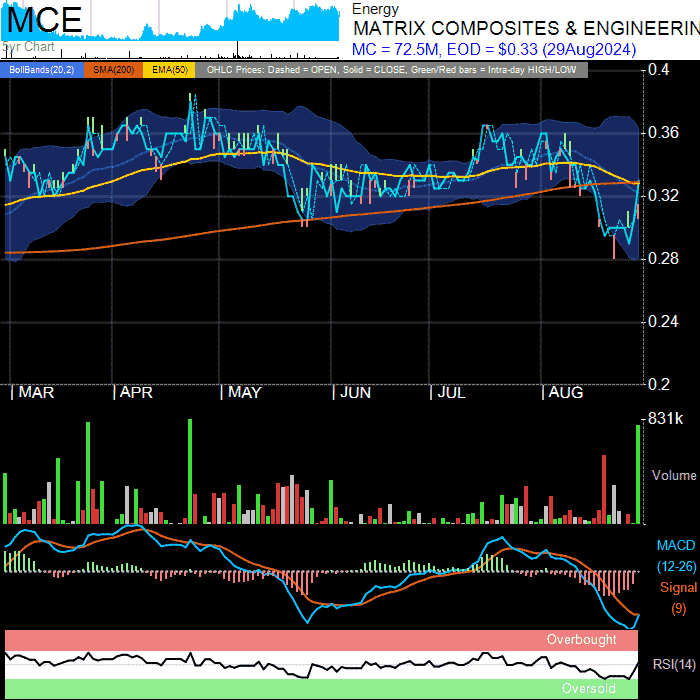 MCE
5yr Chart
Energy
MATRIX COMPOSITES & ENGINEERIN
MC = 72.5M, EOD = $0.33 (29Aug2024)
BollBands(20,2) SMA(200) EMA(50) OHLC Prices: Dashed = OPEN, Solid = CLOSE, Green/Red bars = Intra-day HIGH/LOW
0.4
0.36
0.32
0.28
0.24
0.2
MAR APR MAY JUN JUL AUG
831k
Volume
MACD
(12-26)
Signal
(9)
Overbought
RSI(14)
Oversold